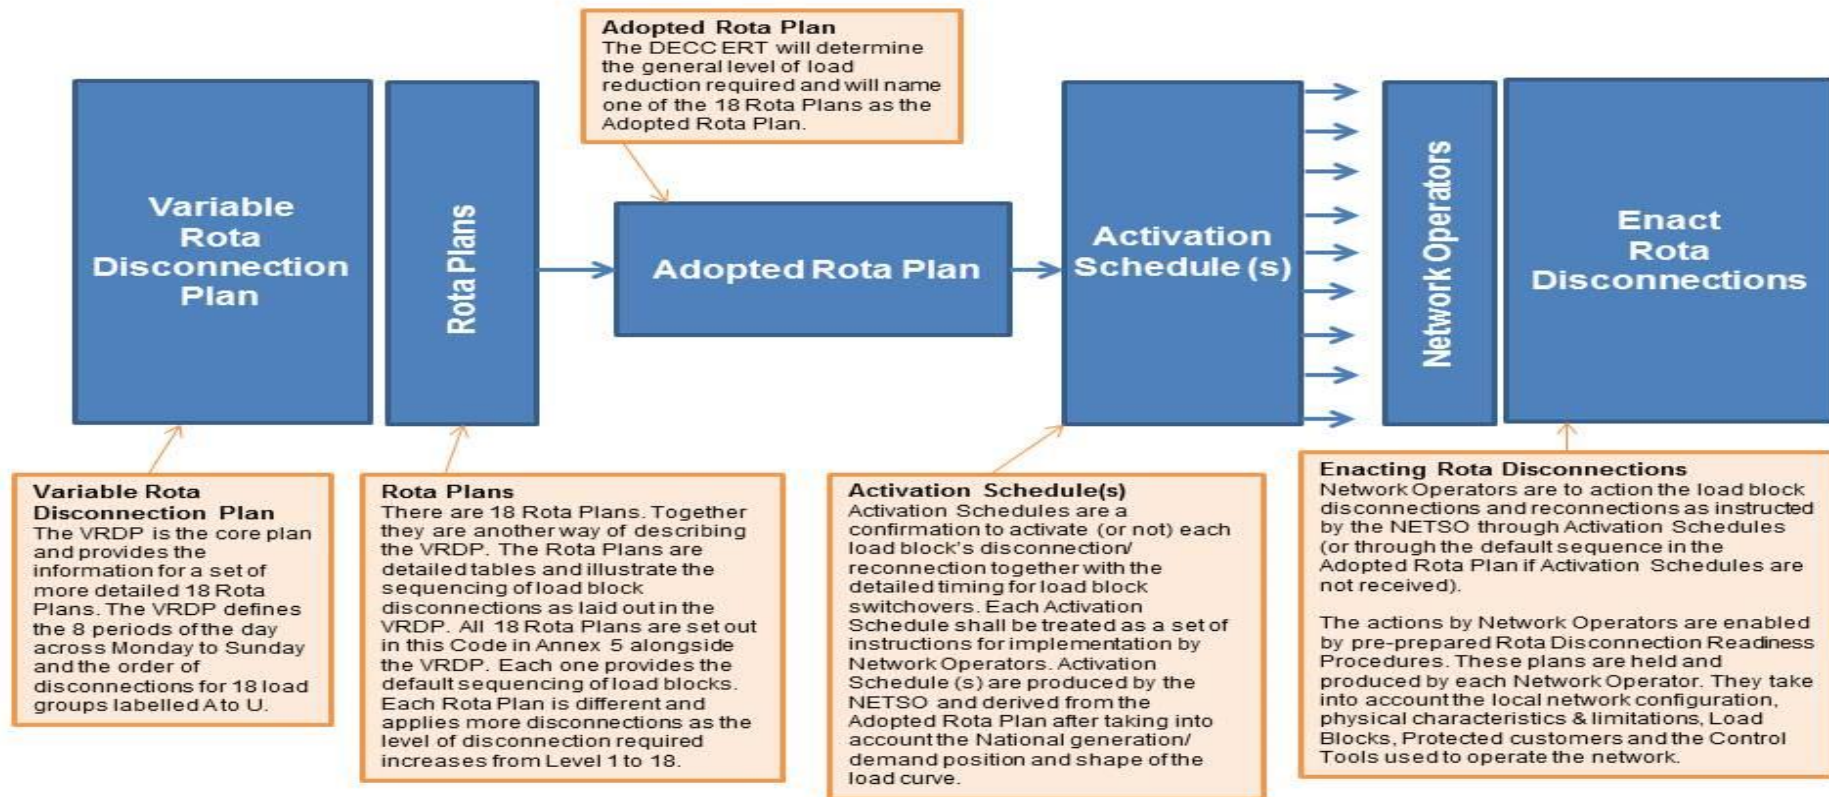 Adopted Rota Plan
The DECC ERT will determine
the general level of load
reduction required and will name
one of the 18 Rota Plans as the
Adopted Rota Plan.
Variable
Rota
Disconnection
Plan
Rota Plans
Adopted Rota Plan
Activation
Schedule (s)
Network Operators
Enact
Rota
Disconnections
Variable Rota
Disconnection Plan
The VRDP is the core plan
and provides the
information for a set of
more detailed 18 Rota
Plans. The VRDP defines
the 8 periods of the day
across Monday to Sunday
and the order of
disconnections for 18 load
groups labelled A to U.
Rota Plans
There are 18 Rota Plans. Together
they are another way of describing
the VRDP. The Rota Plans are
detailed tables and illustrate the
sequencing of load block
disconnections as laid out in the
VRDP. All 18 Rota Plans are set out
in this Code in Annex 5 alongside
the VRDP. Each one provides the
default sequencing of load blocks.
Each Rota Plan is different and
applies more disconnections as the
level of disconnection required
increases from Level 1 to 18.
Activation Schedule(s)
Activation Schedules are a
confirmation to activate (or not) each
load block's disconnection/
reconnection together with the
detailed timing for load block
switchovers. Each Activation
Schedule shall be treated as a set of
instructions for implementation by
Network Operators. Activation
Schedule (s) are produced by the
NETSO and derived from the
Adopted Rota Plan after taking into
account the National generation/
demand position and shape of the
load curve.
Enacting Rota Disconnections
Network Operators are to action the load block
disconnections and reconnections as instructed
by the NETSO through Activation Schedules
(or through the default sequence in the
Adopted Rota Plan if Activation Schedules are
not received).
The actions by Network Operators are enabled
by pre-prepared Rota Disconnection Readiness
Procedures. These plans are held and
produced by each Network Operator. They take
into account the local network configuration,
physical characteristics & limitations, Load
Blocks, Protected customers and the Control
Tools used to operate the network.